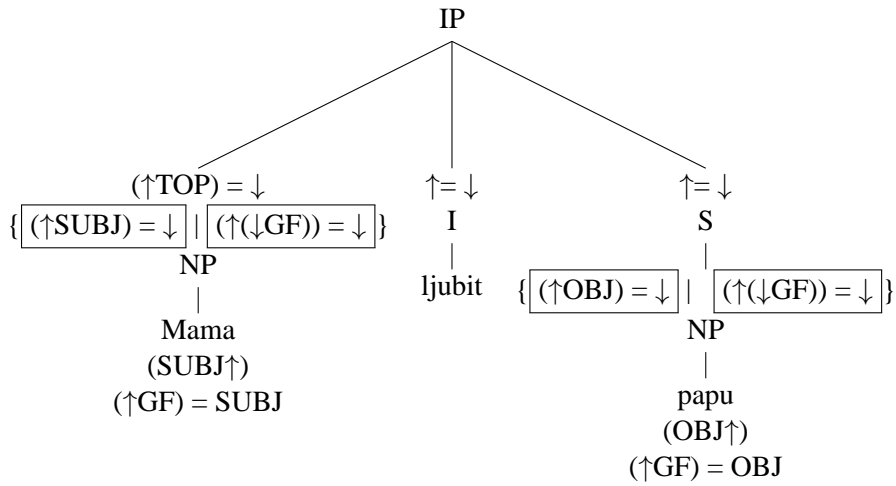 IP
(↑TOP) = ↓ ↑= ↓ ↑= ↓
{ (↑SUBJ) = ↓ | (↑(↓GF)) = ↓ } I S
NP ljubit { (↑OBJ) = ↓ | (↑(↓GF)) = ↓ }
Mama NP
(SUBJ↑) papu
(↑GF) = SUBJ (OBJ↑)
(↑GF) = OBJ